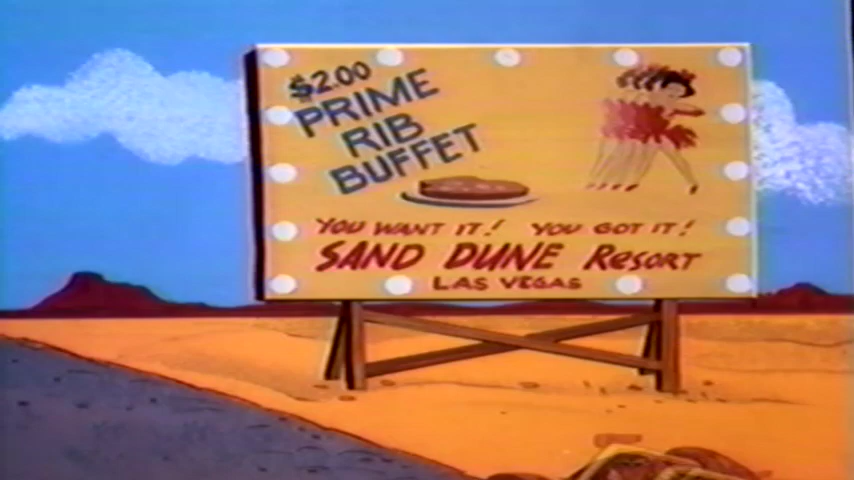 $2.00
PRIME
RIB
BUFFET
YOU WANT IT! YOU GOT IT!
SAND DUNE RESORT
LAS VEGAS